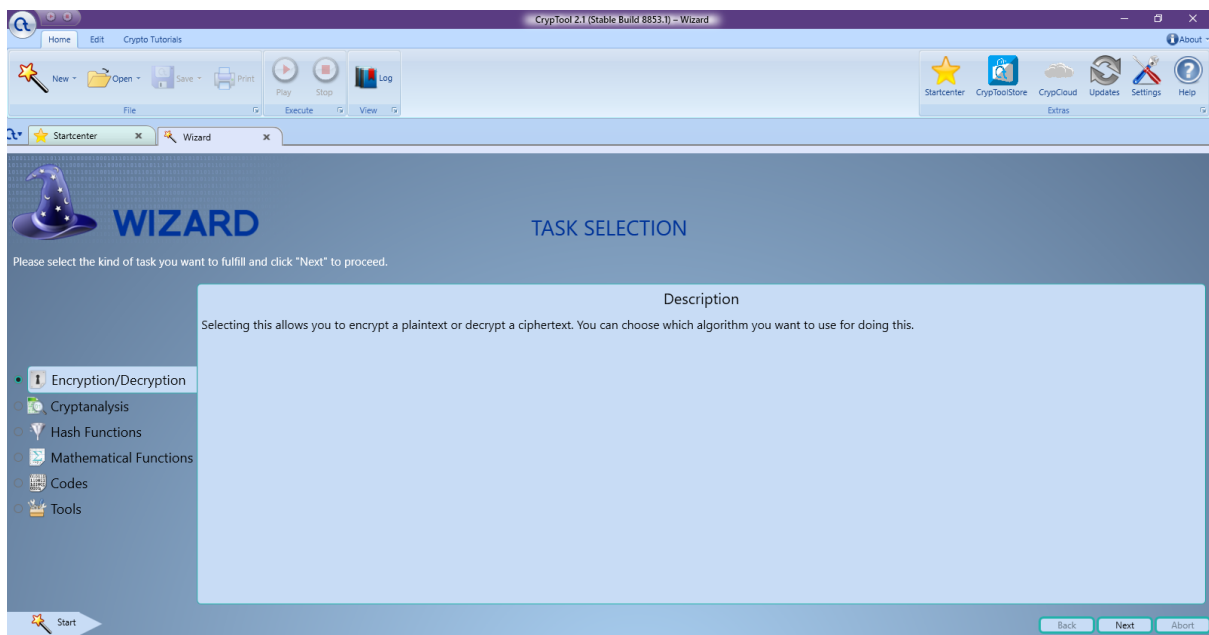 CrypTool 2.1 (Stable Build 8853.1) – Wizard
Home Edit Crypto Tutorials
About
New Open Save Print Play Stop Log
Startcenter CrypToolStore CrypCloud Updates Settings Help
File Execute View Extras
Startcenter Wizard
WIZARD
TASK SELECTION
Please select the kind of task you want to fulfill and click "Next" to proceed.
Description
Selecting this allows you to encrypt a plaintext or decrypt a ciphertext. You can choose which algorithm you want to use for doing this.
Encryption/Decryption
Cryptanalysis
Hash Functions
Mathematical Functions
Codes
Tools
Start
Back Next Abort